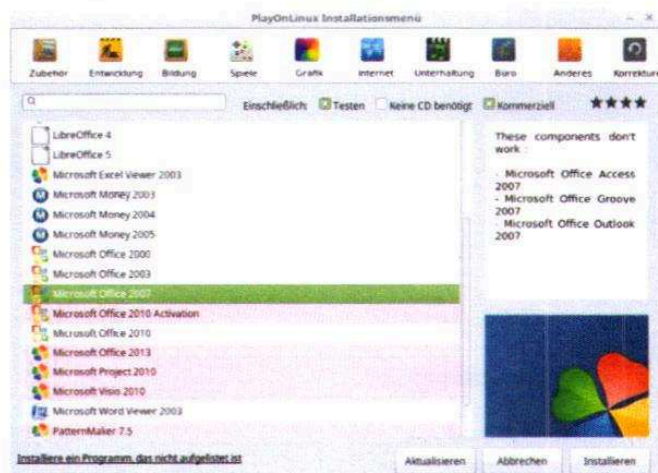 PlayOnLinux Installationsmenü
Zubehör Entwicklung Bildung Spiele Grafik Internet Unterhaltung Büro Anderes Korrekture
Einschließlich: Testen Keine CD benötigt Kommerziell
LibreOffice 4
LibreOffice 5
Microsoft Excel Viewer 2003
Microsoft Money 2003
Microsoft Money 2004
Microsoft Money 2005
Microsoft Office 2000
Microsoft Office 2003
Microsoft Office 2007
Microsoft Office 2010 Activation
Microsoft Office 2010
Microsoft Office 2013
Microsoft Project 2010
Microsoft Visio 2010
Microsoft Word Viewer 2003
PatternMaker 7.5
These components don't
work :
- Microsoft Office Access
2007
- Microsoft Office Groove
2007
- Microsoft Office Outlook
2007
Installiere ein Programm, das nicht aufgelistet ist
Aktualisieren Abbrechen Installieren